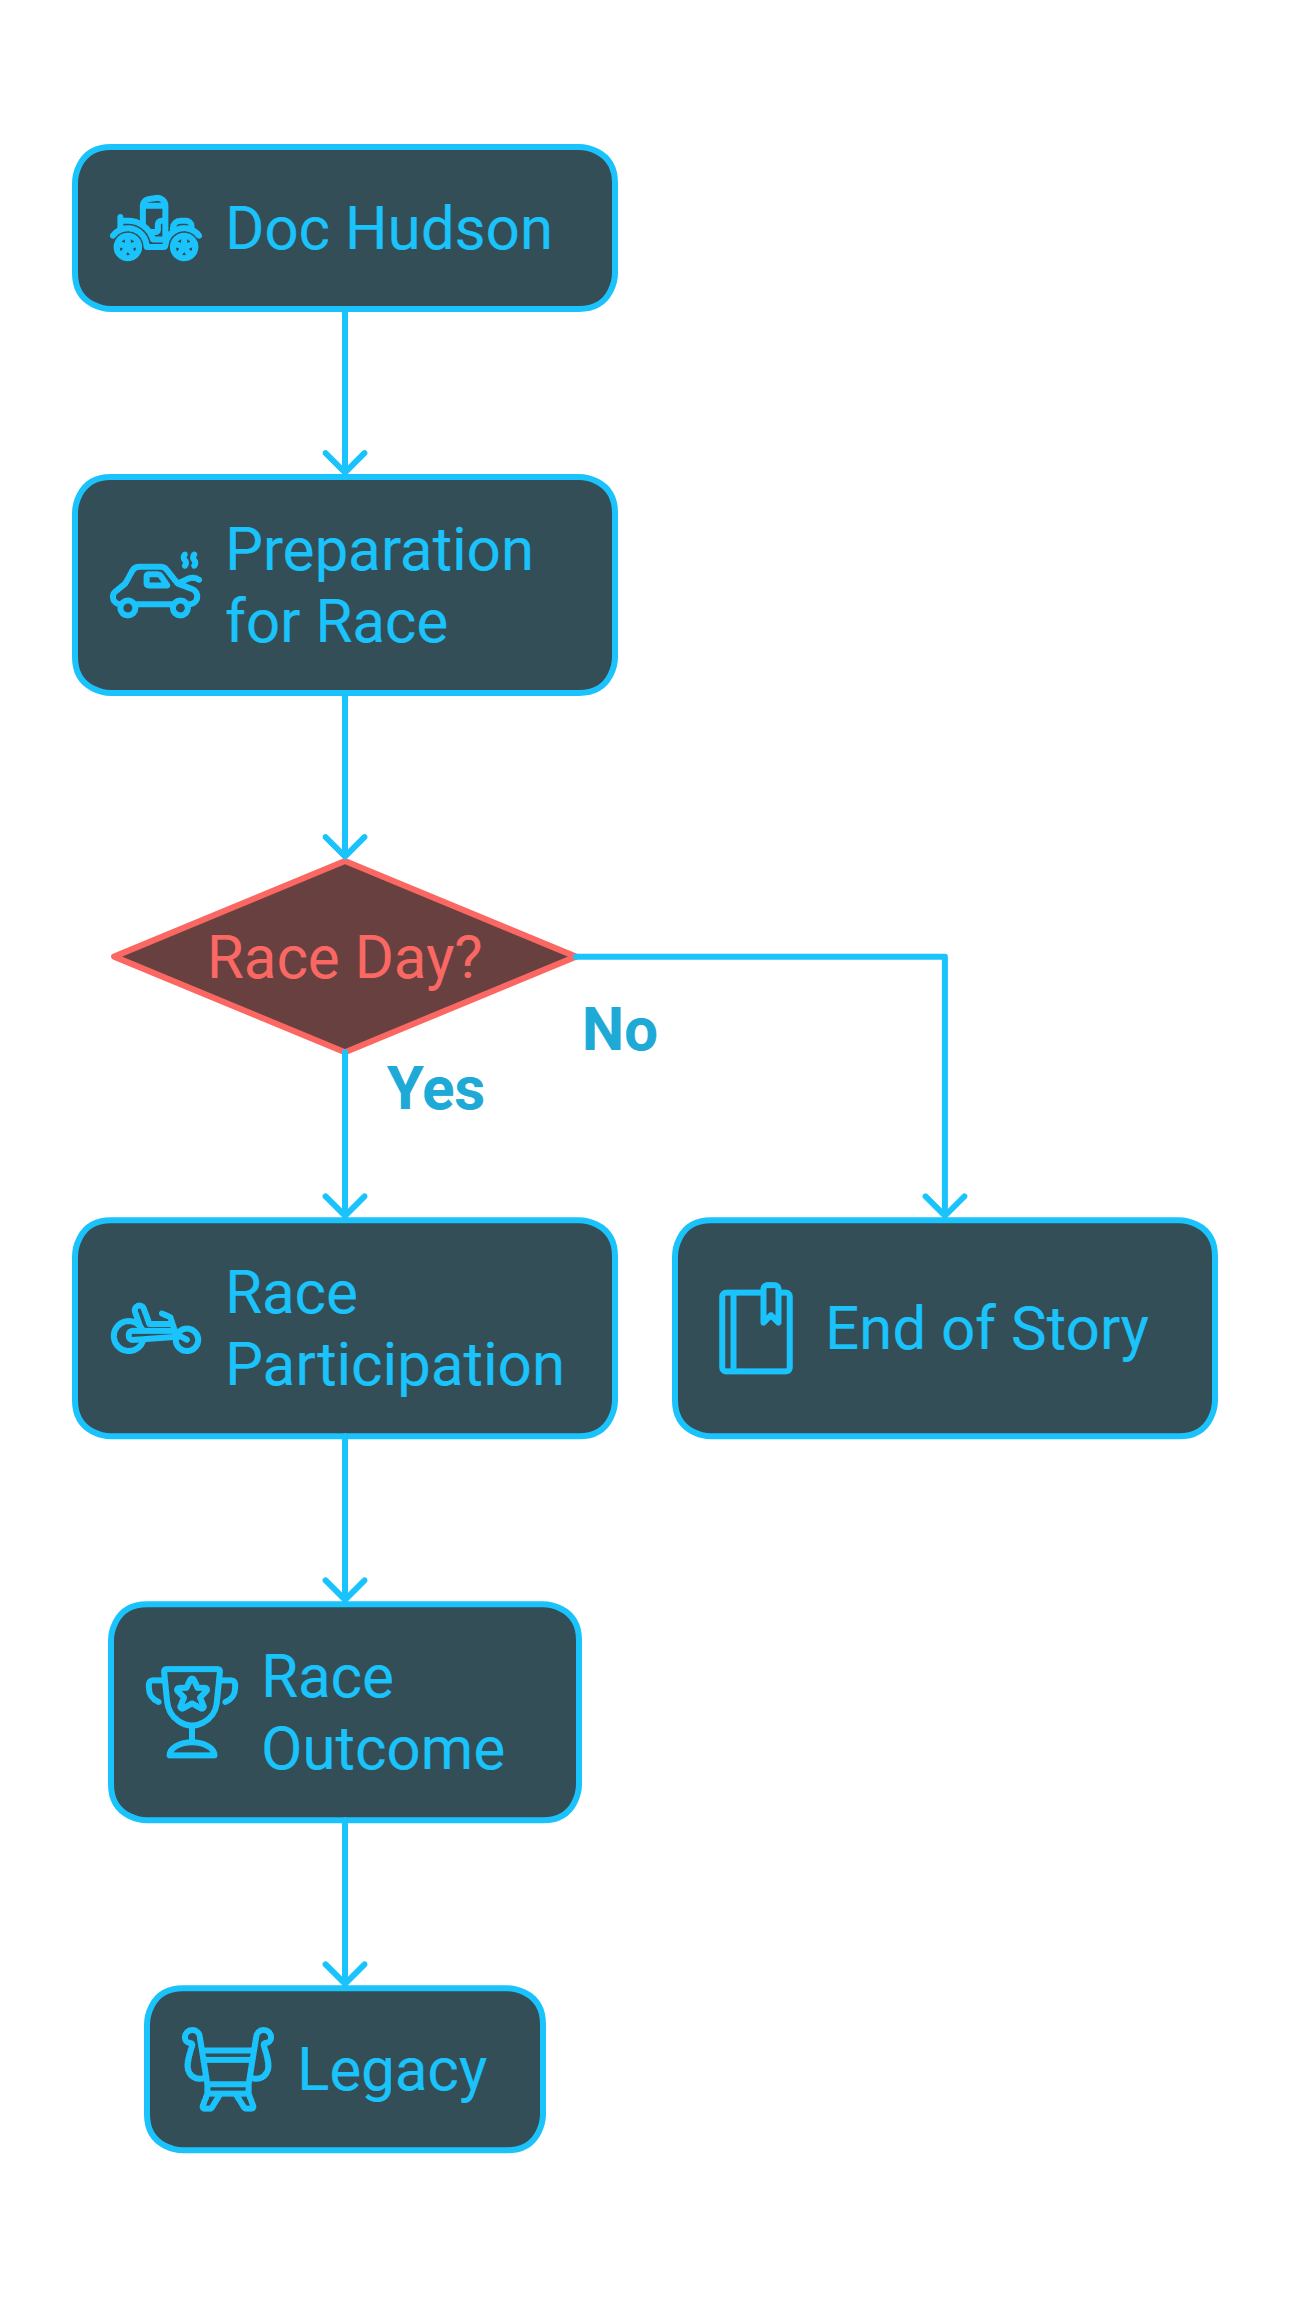 Doc Hudson
Preparation
for Race
Race Day?
No
Yes
Race
Participation
End of Story
Race
Outcome
Legacy